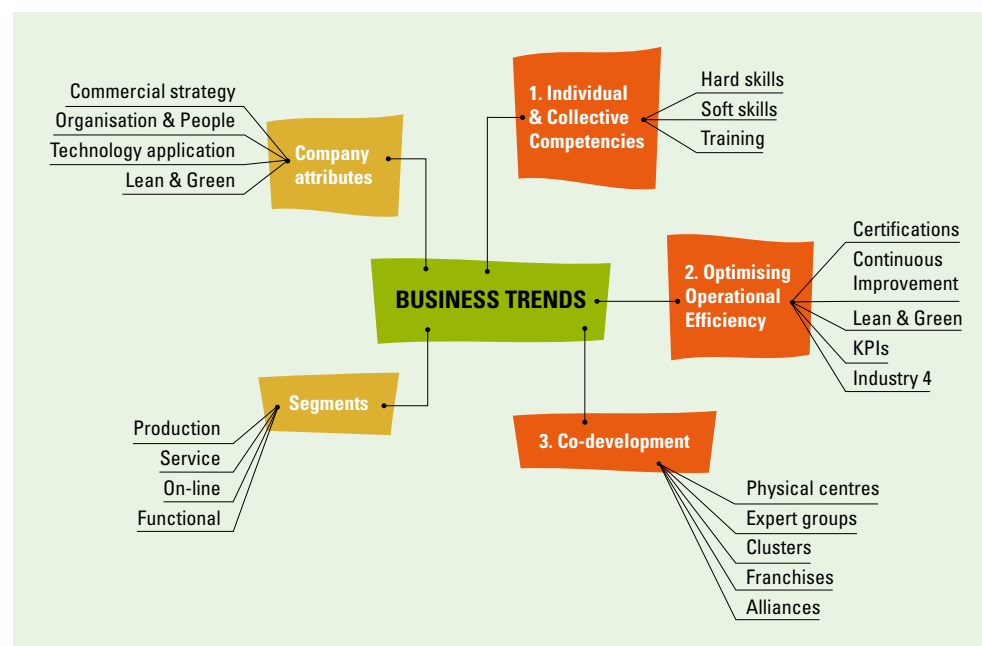 Commercial strategy
Organisation & People
Technology application
Lean & Green
Company
attributes
1. Individual
& Collective
Competencies
Hard skills
Soft skills
Training
BUSINESS TRENDS
2. Optimising
Operational
Efficiency
Certifications
Continuous
Improvement
Lean & Green
KPIs
Industry 4
Segments
Production
Service
On-line
Functional
3. Co-development
Physical centres
Expert groups
Clusters
Franchises
Alliances